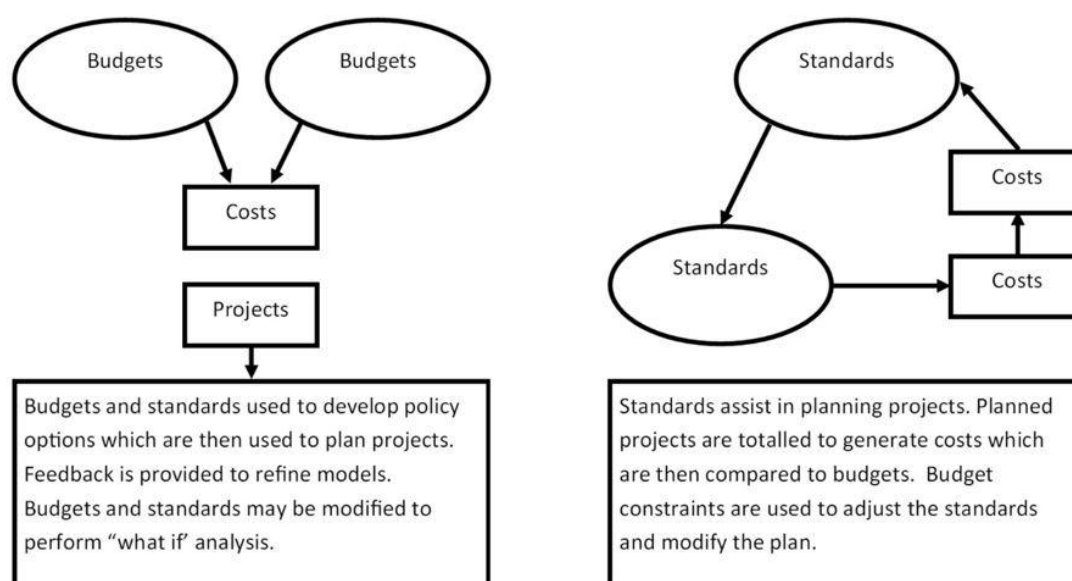 Budgets
Budgets
Costs
Projects
Budgets and standards used to develop policy
options which are then used to plan projects.
Feedback is provided to refine models.
Budgets and standards may be modified to
perform “what if’ analysis.
Standards
Costs
Standards
Costs
Standards assist in planning projects. Planned
projects are totalled to generate costs which
are then compared to budgets.  Budget
constraints are used to adjust the standards
and modify the plan.